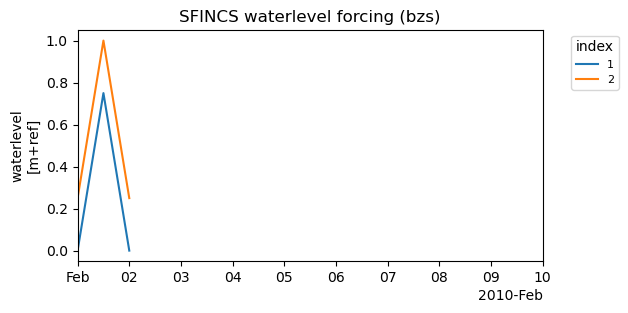 SFINCS waterlevel forcing (bzs)
waterlevel
[m+ref]
1.0
0.8
0.6
0.4
0.2
0.0
Feb 02 03 04 05 06 07 08 09 10
2010-Feb
index
1
2